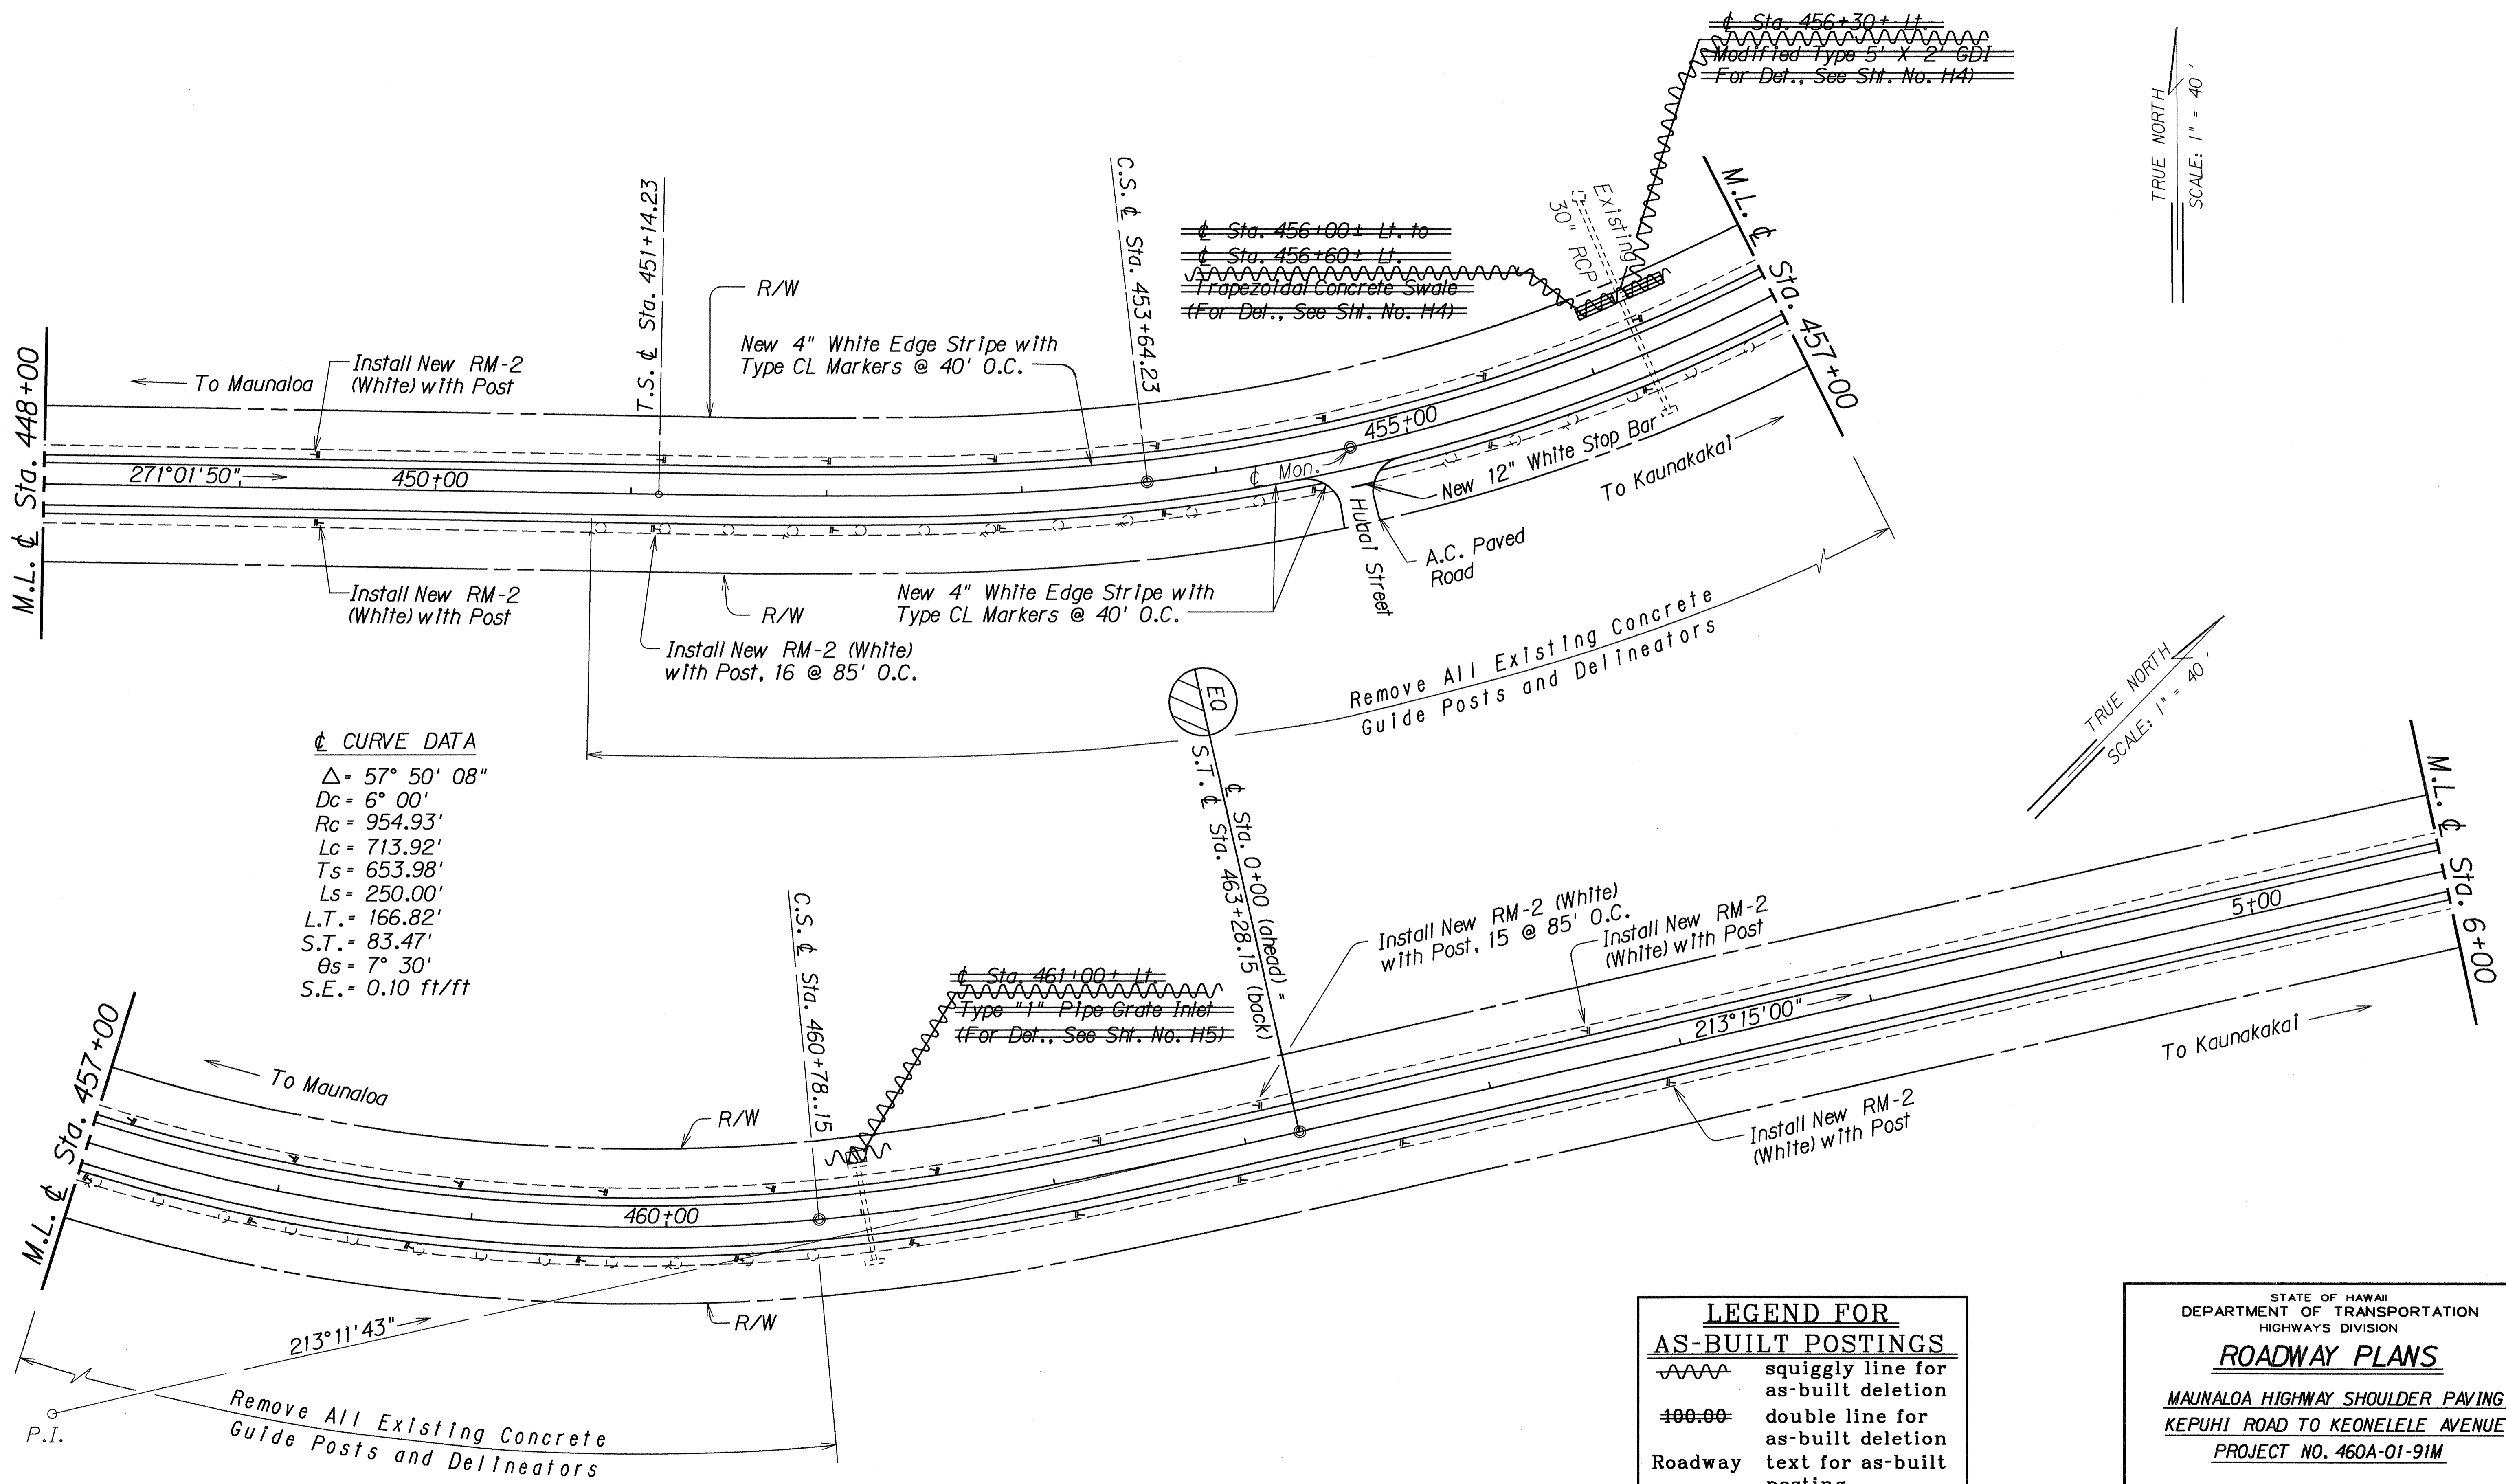 ℄ Sta. 456+30± Lt.
Modified Type 5' X 2' GDI
For Det., See Sht. No. H4)
TRUE NORTH
SCALE: 1" = 40'
℄ Sta. 456+00± Lt. to
℄ Sta. 456+60± Lt.
Trapezoidal Concrete Swale
(For Det., See Sht. No. H4)
Existing
30" RCP
M.L. ℄ Sta. 457+00
C.S. ℄ Sta. 453+64.23
T.S. ℄ Sta. 451+14.23
R/W
New 4" White Edge Stripe with
Type CL Markers @ 40' O.C.
Install New RM-2
(White) with Post
To Maunaloa
M.L. ℄ Sta. 448+00
271°01'50"
450+00
455+00
℄ Mon.
New 12" White Stop Bar
To Kaunakakai
Hubai Street
A.C. Paved
Road
Install New RM-2
(White) with Post
R/W
New 4" White Edge Stripe with
Type CL Markers @ 40' O.C.
Install New RM-2 (White)
with Post, 16 @ 85' O.C.
Remove All Existing Concrete
Guide Posts and Delineators
TRUE NORTH
SCALE: 1" = 40'
℄ CURVE DATA
Δ= 57° 50' 08"
Dc = 6° 00'
Rc = 954.93'
Lc = 713.92'
Ts = 653.98'
Ls = 250.00'
L.T. = 166.82'
S.T. = 83.47'
θs = 7° 30'
S.E. = 0.10 ft/ft
EQ
℄ Sta. 0+00 (ahead) =
S.T. ℄ Sta. 463+28.15 (back)
M.L. ℄ Sta. 6+00
Install New RM-2 (White)
with Post, 15 @ 85' O.C.
Install New RM-2
(White) with Post
5+00
213°15'00"
To Kaunakakai
Install New RM-2
(White) with Post
C.S. ℄ Sta. 460+78..15
℄ Sta. 461+00± Lt.
Type "1" Pipe Grate Inlet
(For Det., See Sht. No. H5)
M.L. ℄ Sta. 457+00
To Maunaloa
R/W
460+00
R/W
213°11'43"
P.I.
Remove All Existing Concrete
Guide Posts and Delineators
LEGEND FOR
AS-BUILT POSTINGS
squiggly line for
as-built deletion
100.00 double line for
as-built deletion
Roadway text for as-built
STATE OF HAWAII
DEPARTMENT OF TRANSPORTATION
HIGHWAYS DIVISION
ROADWAY PLANS
MAUNALOA HIGHWAY SHOULDER PAVING
KEPUHI ROAD TO KEONELELE AVENUE
PROJECT NO. 460A-01-91M